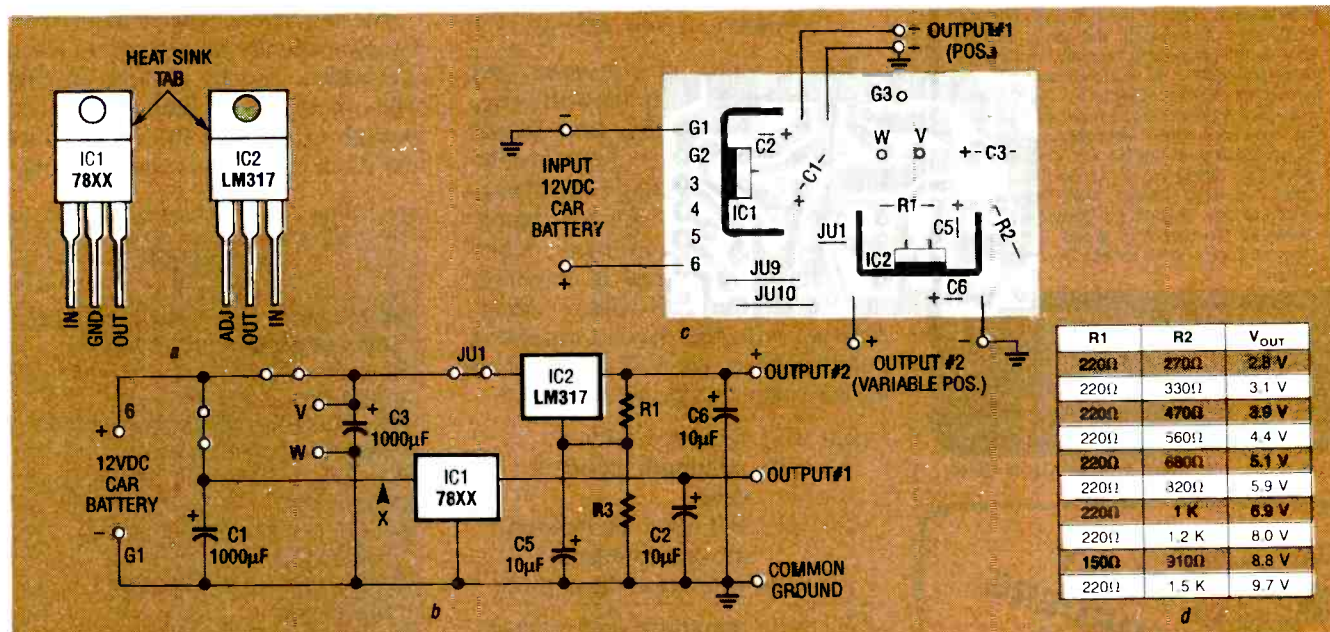 HEAT SINK
TAB
IC1
78XX
IC2
LM317
IN
GND
OUT
ADJ
OUT
IN
a
OUTPUT#1
(POS.)
-
+
INPUT
12VDC
CAR
BATTERY
-
+
G1
G2
3
4
5
6
C2
+
IC1
+-C1-
G3
W
V
+-C3-
-R1-
+
C5
-R2-
JU1
IC2
JU9
JU10
C6
+
+
-
OUTPUT #2
(VARIABLE POS.)
c
6
+
12VDC
CAR
BATTERY
-
G1
+
C1
1000µF
V
W
+
C3
1000µF
X
JU1
IC2
LM317
IC1
78XX
R1
R3
C5
10µF
+
C6
10µF
+
C2
10µF
+
+
OUTPUT#2
OUTPUT#1
COMMON
GROUND
b
R1 R2 VOUT
220Ω 270Ω 2.8 V
220Ω 330Ω 3.1 V
220Ω 470Ω 3.9 V
220Ω 560Ω 4.4 V
220Ω 680Ω 5.1 V
220Ω 820Ω 5.9 V
220Ω 1 K 6.9 V
220Ω 1.2 K 8.0 V
150Ω 910Ω 8.8 V
220Ω 1.5 K 9.7 V
d